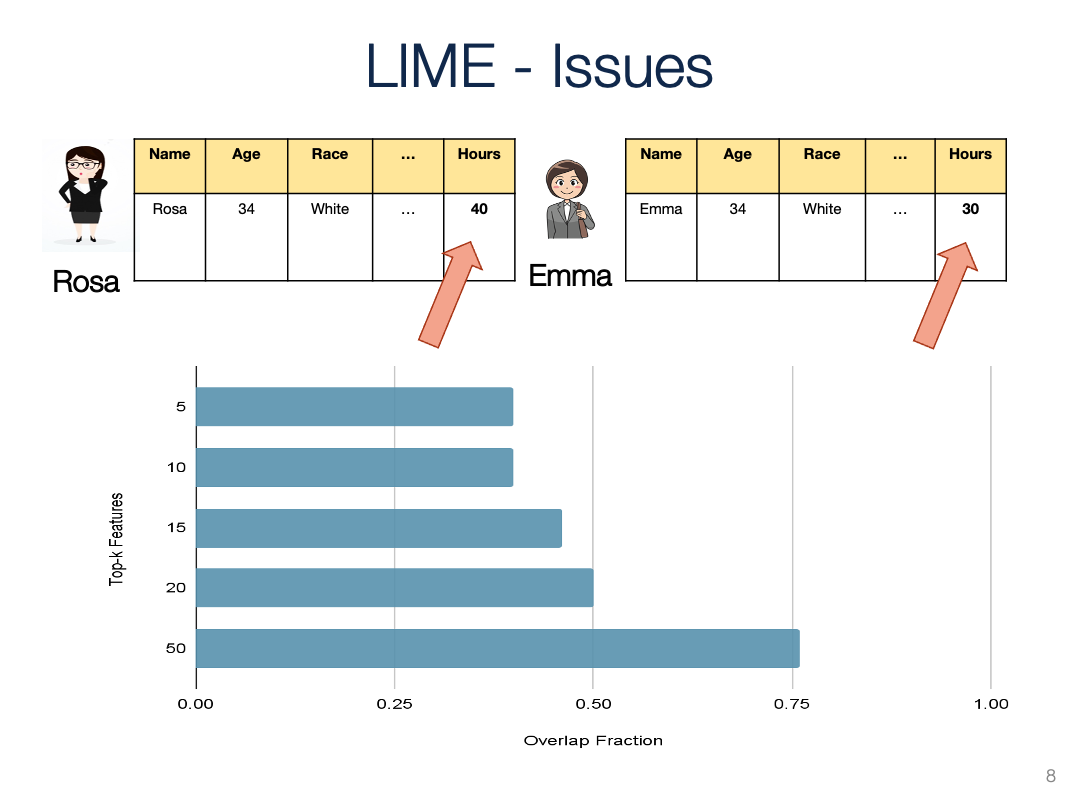 LIME - Issues
Name Age Race ... Hours
Rosa 34 White ... 40
Rosa
Name Age Race ... Hours
Emma 34 White ... 30
Emma
Top-k Features
5
10
15
20
50
0.00 0.25 0.50 0.75 1.00
Overlap Fraction
8